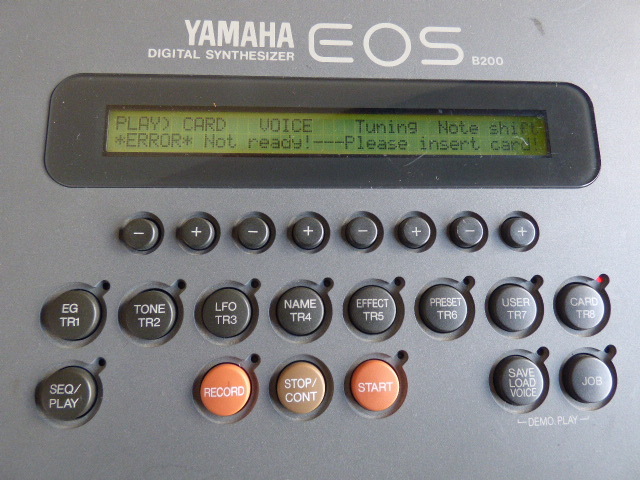 YAMAHA EOS
DIGITAL SYNTHESIZER B200
PLAY) CARD VOICE Tuning Note shift
*ERROR* Not ready!---Please insert card
− + − + − + − +
EG TONE LFO NAME EFFECT PRESET USER CARD
TR1 TR2 TR3 TR4 TR5 TR6 TR7 TR8
SEQ/
PLAY
RECORD
STOP/
CONT
START
SAVE
LOAD
VOICE
JOB
DEMO PLAY